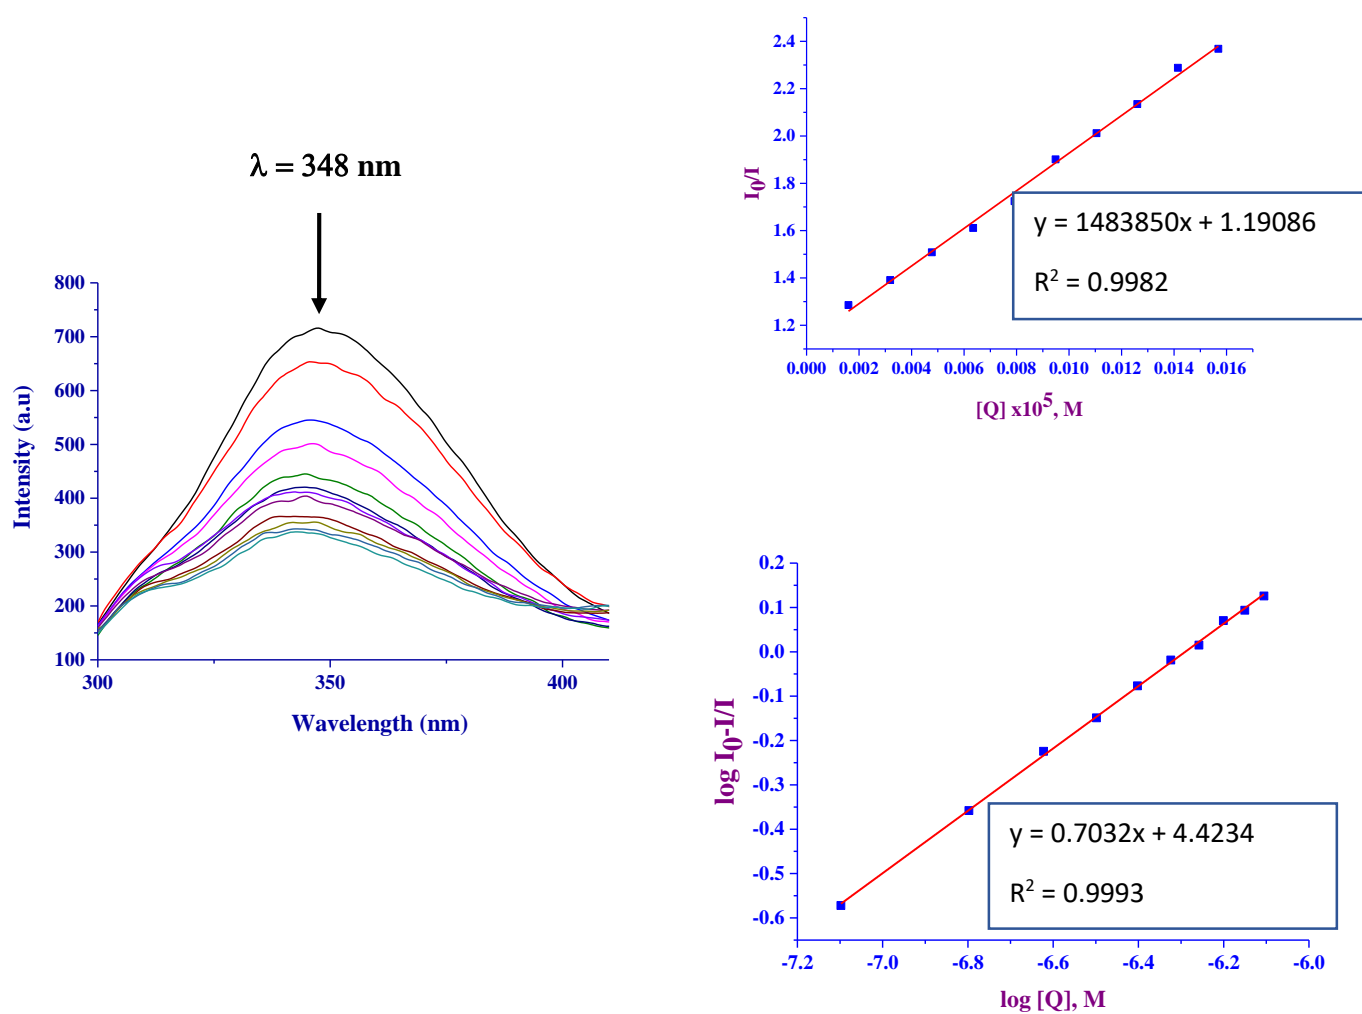 λ = 348 nm
800
700
600
500
400
300
200
100
300
350
400
Intensity (a.u)
Wavelength (nm)
2.4
2.2
2.0
1.8
1.6
1.4
1.2
I0/I
y = 1483850x + 1.19086
R² = 0.9982
0.000 0.002 0.004 0.006 0.008 0.010 0.012 0.014 0.016
[Q] x10⁵, M
0.2
0.1
0.0
-0.1
-0.2
-0.3
-0.4
-0.5
-0.6
log I0-I/I
y = 0.7032x + 4.4234
R² = 0.9993
-7.2 -7.0 -6.8 -6.6 -6.4 -6.2 -6.0
log [Q], M